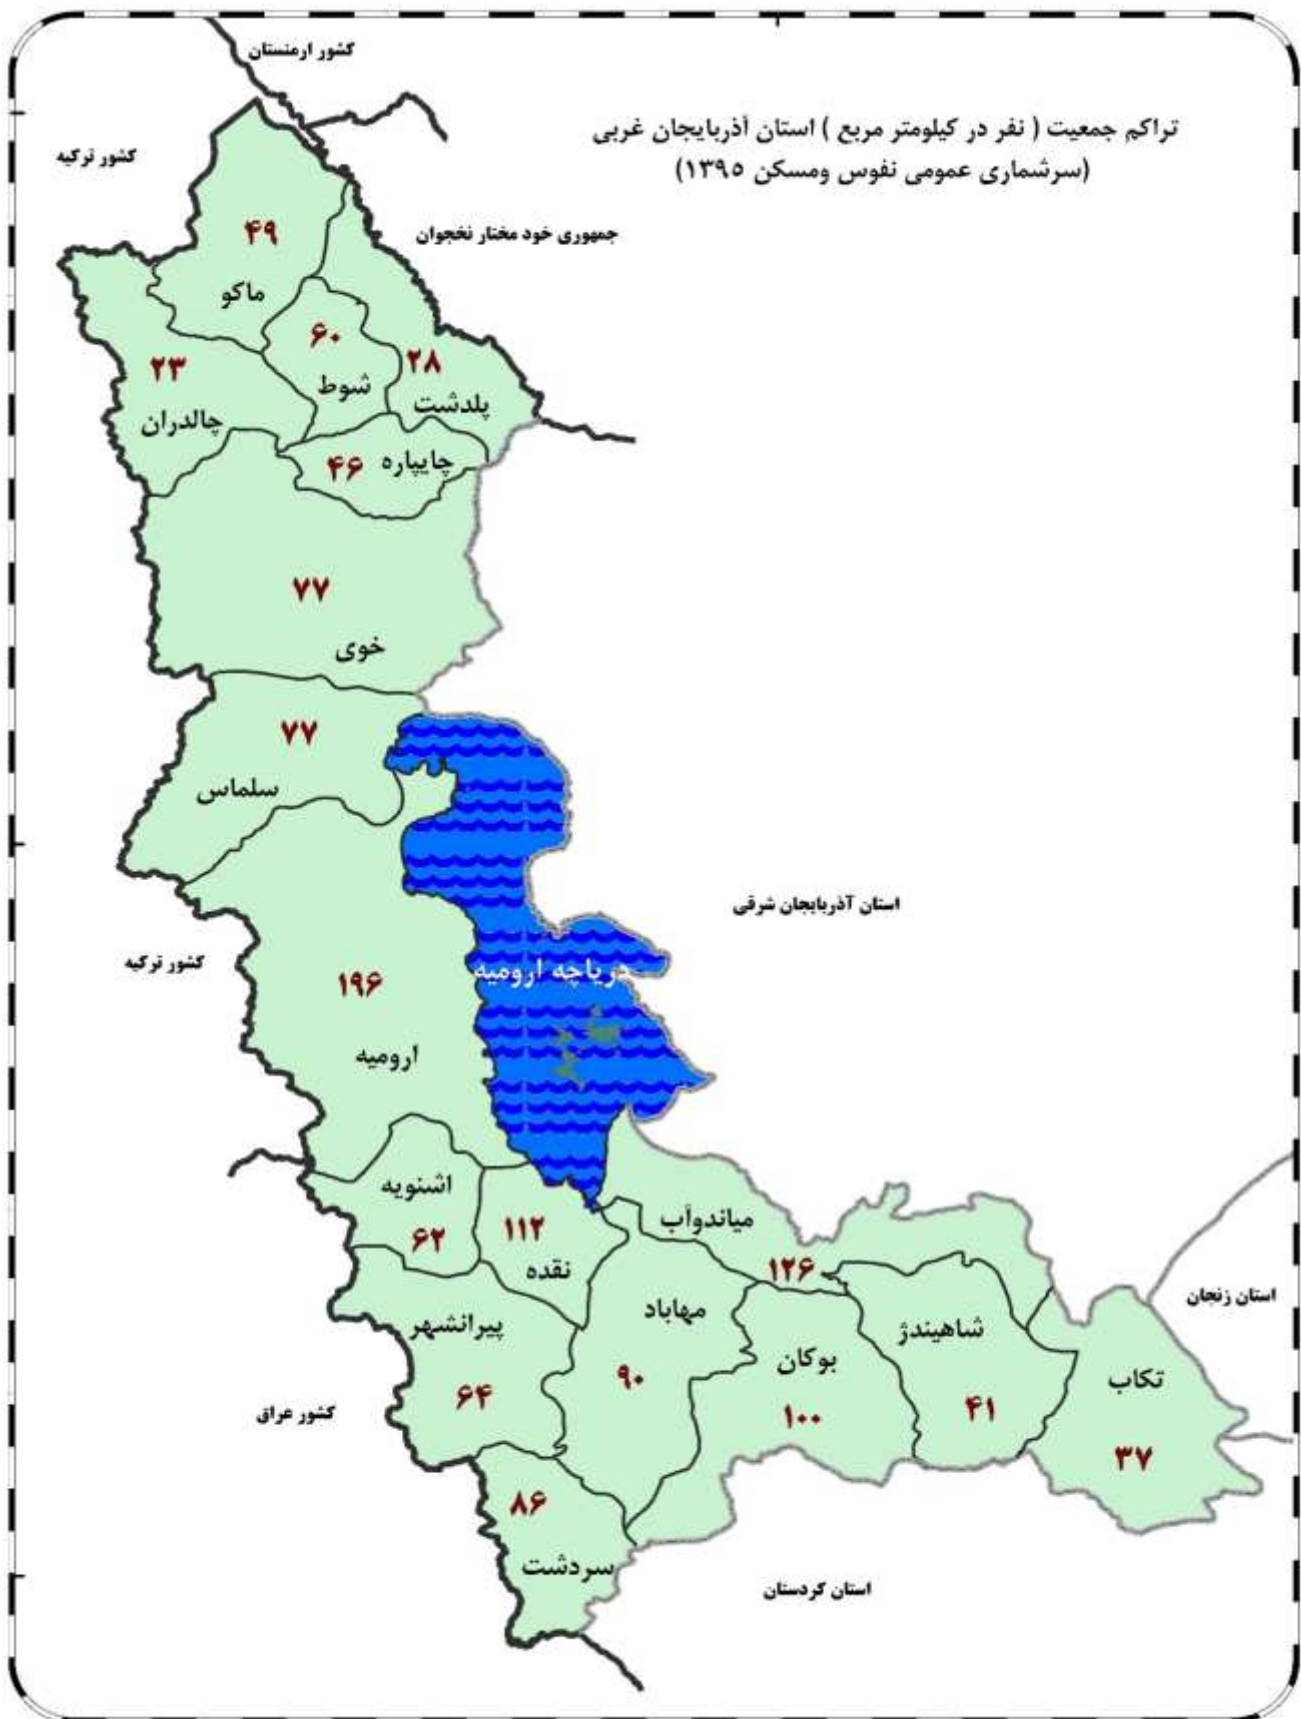 کشور ارمنستان
تراکم جمعیت ( نفر در کیلومتر مربع ) استان آذربایجان غربی
(سرشماری عمومی نفوس ومسکن ۱۳۹۵)
کشور ترکیه
جمهوری خود مختار نخجوان
۴۹
ماکو
۶۰
شوط
۲۸
پلدشت
۲۳
چالدران
چایپاره
۴۶
۷۷
خوی
۷۷
سلماس
استان آذربایجان شرقی
کشور ترکیه
۱۹۶
ارومیه
دریاچه ارومیه
اشنویه
۶۲
۱۱۲
نقده
میاندوآب
۱۲۶
استان زنجان
مهاباد
۹۰
پیرانشهر
۶۴
شاهیندژ
۴۱
بوکان
۱۰۰
تکاب
۳۷
کشور عراق
۸۶
سردشت
استان کردستان